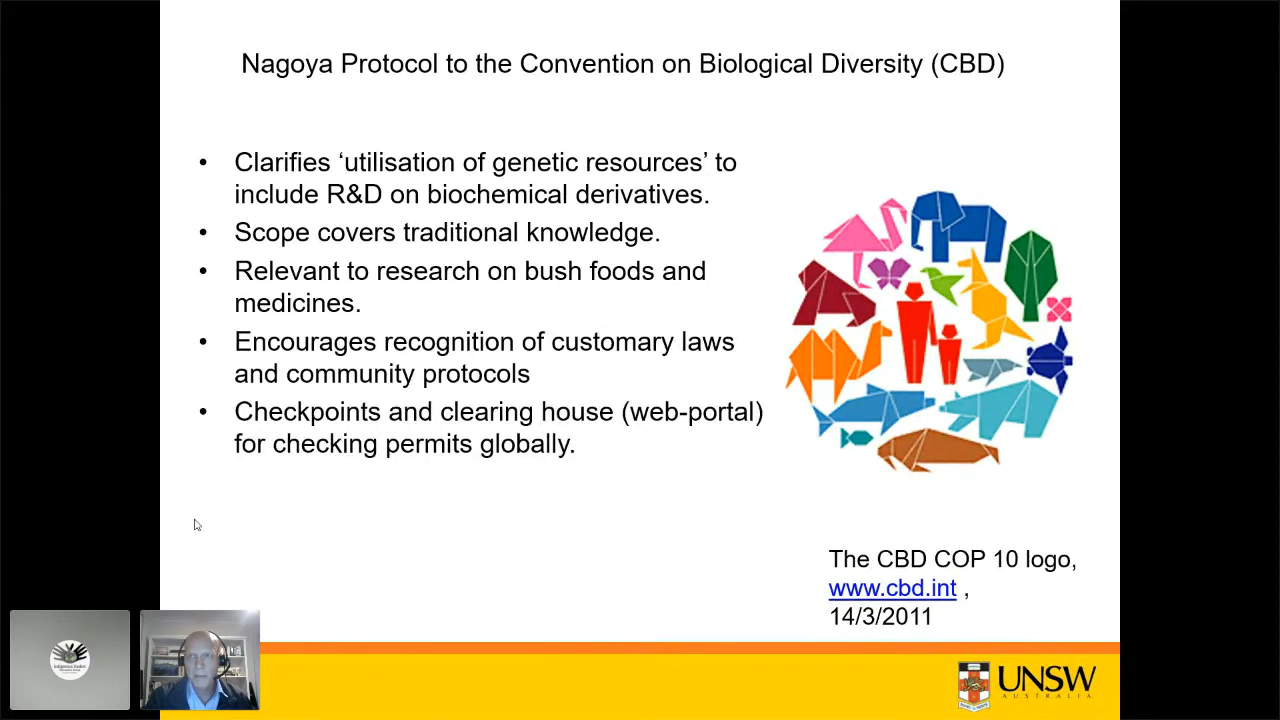 Nagoya Protocol to the Convention on Biological Diversity (CBD)
• Clarifies ‘utilisation of genetic resources’ to
include R&D on biochemical derivatives.
• Scope covers traditional knowledge.
• Relevant to research on bush foods and
medicines.
• Encourages recognition of customary laws
and community protocols
• Checkpoints and clearing house (web-portal)
for checking permits globally.
The CBD COP 10 logo,
www.cbd.int ,
14/3/2011
UNSW
AUSTRALIA